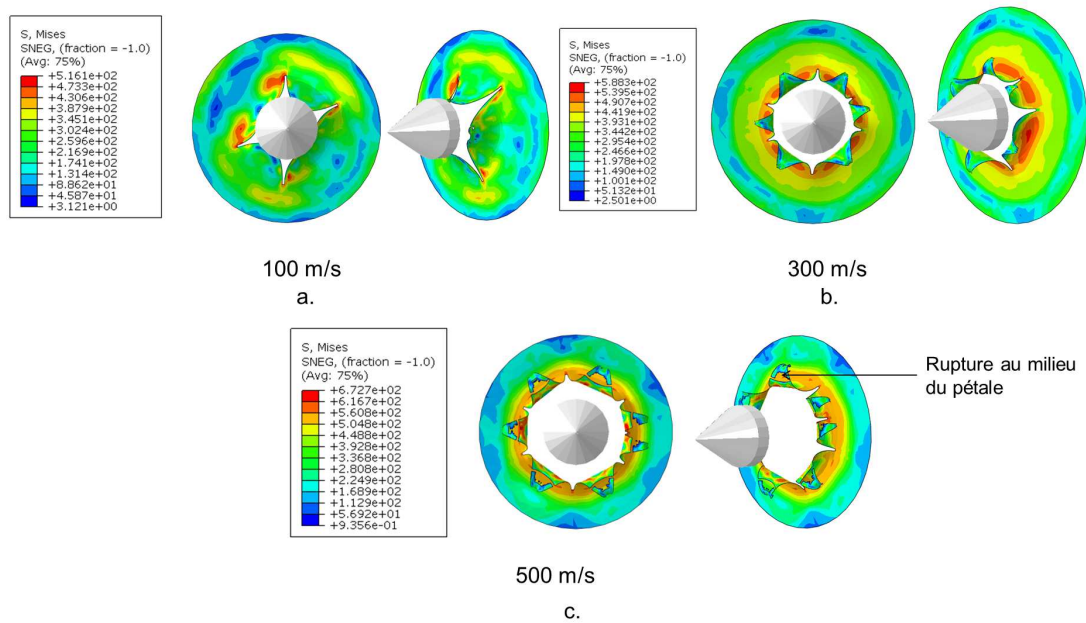 S, Mises
SNEG, (fraction = -1.0)
(Avg: 75%)
+5.161e+02
+4.733e+02
+4.306e+02
+3.879e+02
+3.451e+02
+3.024e+02
+2.596e+02
+2.169e+02
+1.741e+02
+1.314e+02
+8.862e+01
+4.587e+01
+3.121e+00
S, Mises
SNEG, (fraction = -1.0)
(Avg: 75%)
+5.883e+02
+5.395e+02
+4.907e+02
+4.419e+02
+3.931e+02
+3.442e+02
+2.954e+02
+2.466e+02
+1.978e+02
+1.490e+02
+1.001e+02
+5.132e+01
+2.501e+00
100 m/s
a.
300 m/s
b.
S, Mises
SNEG, (fraction = -1.0)
(Avg: 75%)
+6.727e+02
+6.167e+02
+5.608e+02
+5.048e+02
+4.488e+02
+3.928e+02
+3.368e+02
+2.808e+02
+2.249e+02
+1.689e+02
+1.129e+02
+5.692e+01
+9.356e-01
Rupture au milieu
du pétale
500 m/s
c.